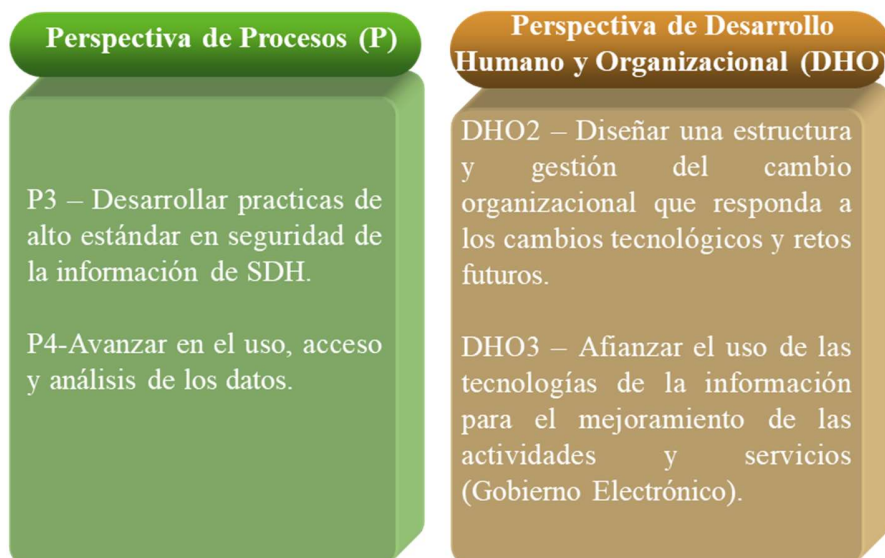 Perspectiva de Procesos (P)
P3 – Desarrollar practicas de
alto estándar en seguridad de
la información de SDH.
P4-Avanzar en el uso, acceso
y análisis de los datos.
Perspectiva de Desarrollo
Humano y Organizacional (DHO)
DHO2 – Diseñar una estructura
y gestión del cambio
organizacional que responda a
los cambios tecnológicos y retos
futuros.
DHO3 – Afianzar el uso de las
tecnologías de la información
para el mejoramiento de las
actividades y servicios
(Gobierno Electrónico).